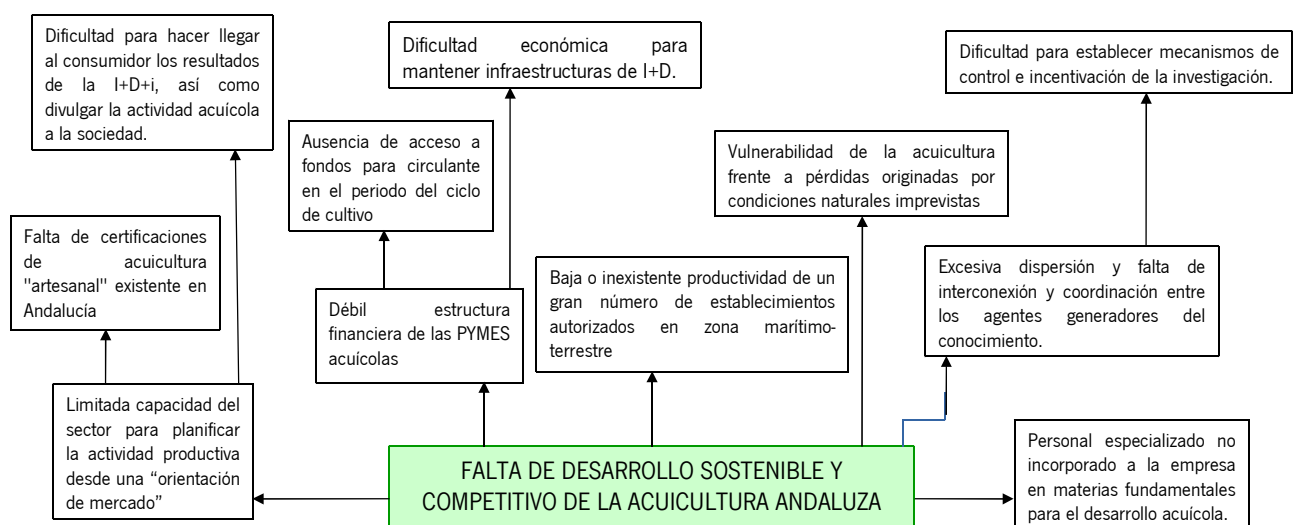 Dificultad para hacer llegar
al consumidor los resultados
de la I+D+i, así como
divulgar la actividad acuícola
a la sociedad.
Dificultad económica para
mantener infraestructuras de I+D.
Dificultad para establecer mecanismos de
control e incentivación de la investigación.
Ausencia de acceso a
fondos para circulante
en el periodo del ciclo
de cultivo
Vulnerabilidad de la acuicultura
frente a pérdidas originadas por
condiciones naturales imprevistas
Falta de certificaciones
de acuicultura
"artesanal" existente en
Andalucía
Débil estructura
financiera de las PYMES
acuícolas
Baja o inexistente productividad de un
gran número de establecimientos
autorizados en zona marítimo-
terrestre
Excesiva dispersión y falta de
interconexión y coordinación entre
los agentes generadores del
conocimiento.
Limitada capacidad del
sector para planificar
la actividad productiva
desde una “orientación
de mercado”
FALTA DE DESARROLLO SOSTENIBLE Y
COMPETITIVO DE LA ACUICULTURA ANDALUZA
Personal especializado no
incorporado a la empresa
en materias fundamentales
para el desarrollo acuícola.